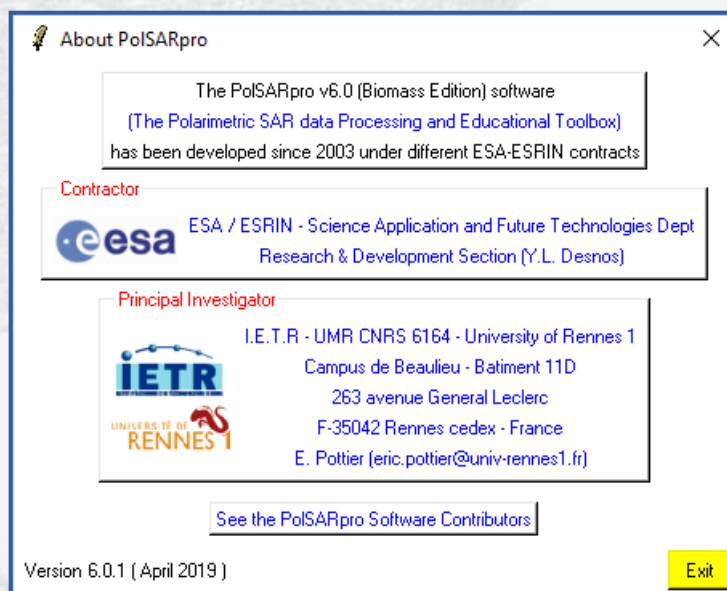 About PolSARpro
The PolSARpro v6.0 (Biomass Edition) software
(The Polarimetric SAR data Processing and Educational Toolbox)
has been developed since 2003 under different ESA-ESRIN contracts
Contractor
esa
ESA / ESRIN - Science Application and Future Technologies Dept
Research & Development Section (Y.L. Desnos)
Principal Investigator
IETR
UNIVERSITÉ DE
RENNES 1
I.E.T.R - UMR CNRS 6164 - University of Rennes 1
Campus de Beaulieu - Batiment 11D
263 avenue General Leclerc
F-35042 Rennes cedex - France
E. Pottier (eric.pottier@univ-rennes1.fr)
See the PolSARpro Software Contributors
Version 6.0.1 ( April 2019 )
Exit